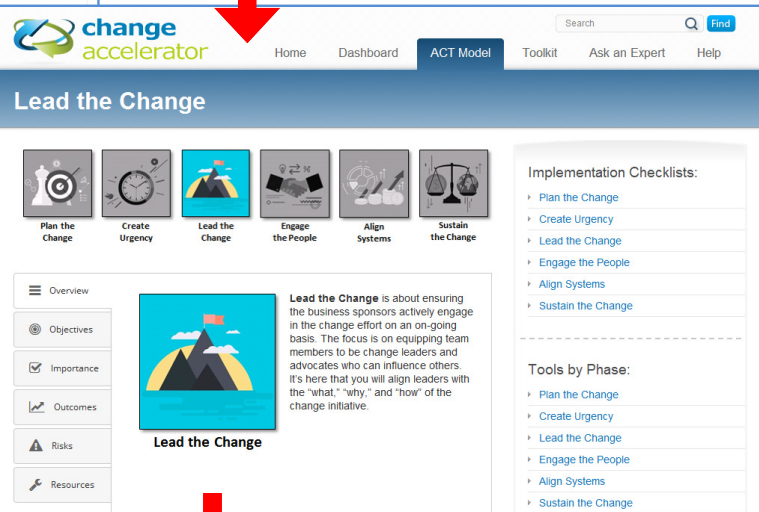 change
accelerator
Search
Find
Home
Dashboard
ACT Model
Toolkit
Ask an Expert
Help
Lead the Change
Plan the
Change
Create
Urgency
Lead the
Change
Engage
the People
Align
Systems
Sustain
the Change
Overview
Objectives
Importance
Outcomes
Risks
Resources
Lead the Change is about ensuring
the business sponsors actively engage
in the change effort on an on-going
basis. The focus is on equipping team
members to be change leaders and
advocates who can influence others.
It's here that you will align leaders with
the “what,” “why,” and “how” of the
change initiative.
Lead the Change
Implementation Checklists:
Plan the Change
Create Urgency
Lead the Change
Engage the People
Align Systems
Sustain the Change
Tools by Phase:
Plan the Change
Create Urgency
Lead the Change
Engage the People
Align Systems
Sustain the Change